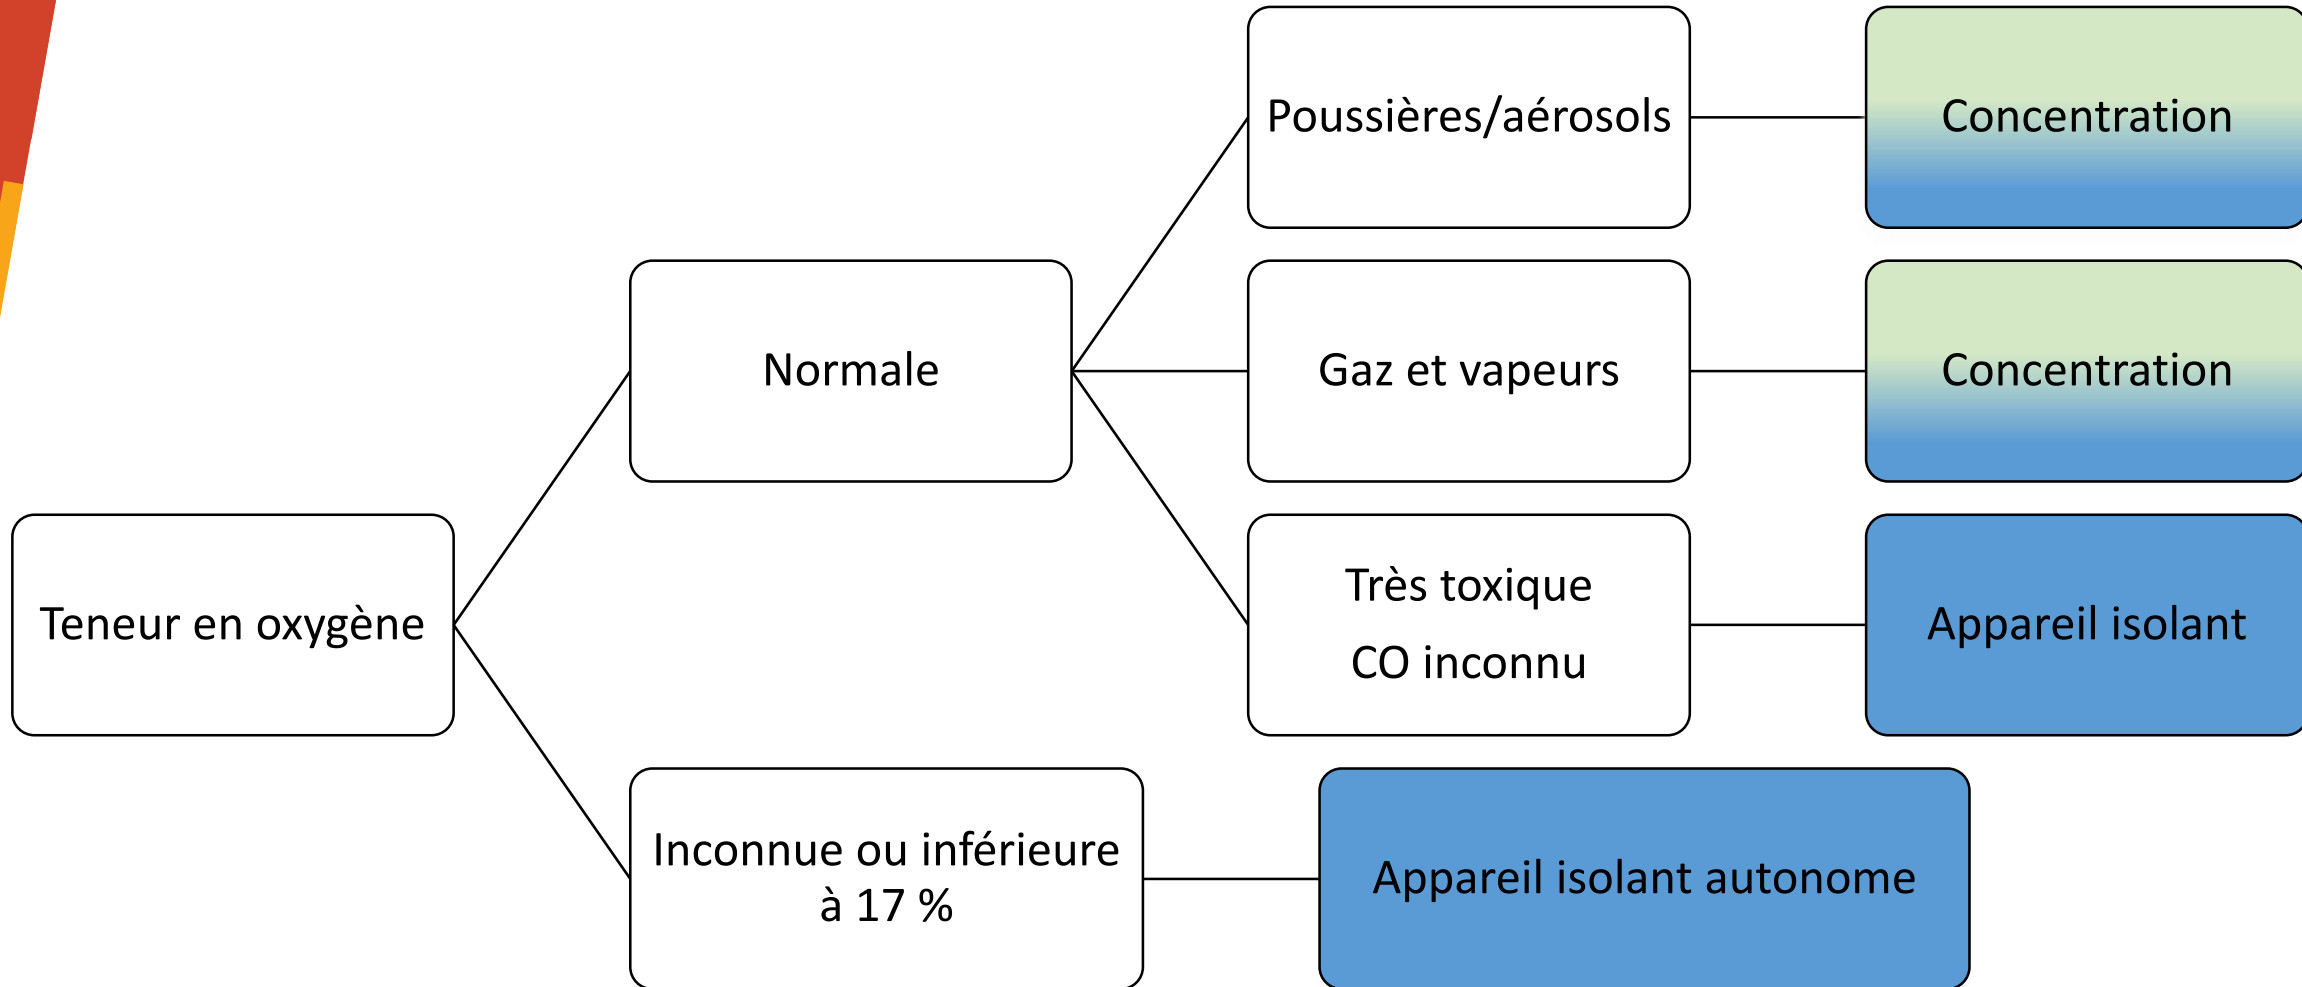 Poussières/aérosols
Concentration
Normale
Gaz et vapeurs
Concentration
Teneur en oxygène
Très toxique
CO inconnu
Appareil isolant
Inconnue ou inférieure
à 17 %
Appareil isolant autonome